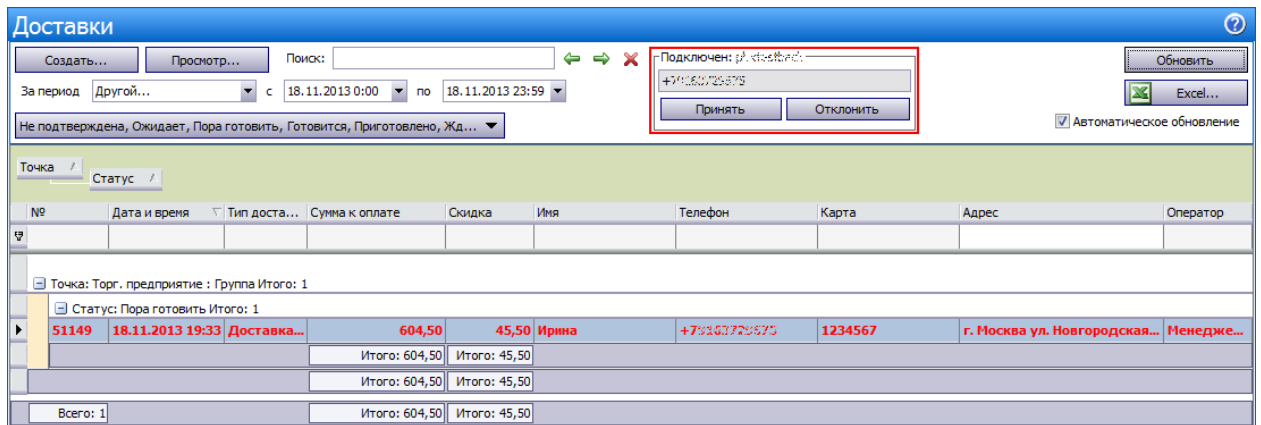 Доставки
Создать... Просмотр... Поиск: Подключен: Обновить
За период Другой... с 18.11.2013 0:00 по 18.11.2013 23:59 Принять Отклонить Excel...
Не подтверждена, Ожидает, Пора готовить, Готовится, Приготовлено, Жд... Автоматическое обновление
Точка
Статус
№ Дата и время Тип доста... Сумма к оплате Скидка Имя Телефон Карта Адрес Оператор
Точка: Торг. предприятие : Группа Итого: 1
Статус: Пора готовить Итого: 1
51149 18.11.2013 19:33 Доставка... 604,50 45,50 Ирина 1234567 г. Москва ул. Новгородская... Менедже...
Итого: 604,50 Итого: 45,50
Итого: 604,50 Итого: 45,50
Всего: 1 Итого: 604,50 Итого: 45,50